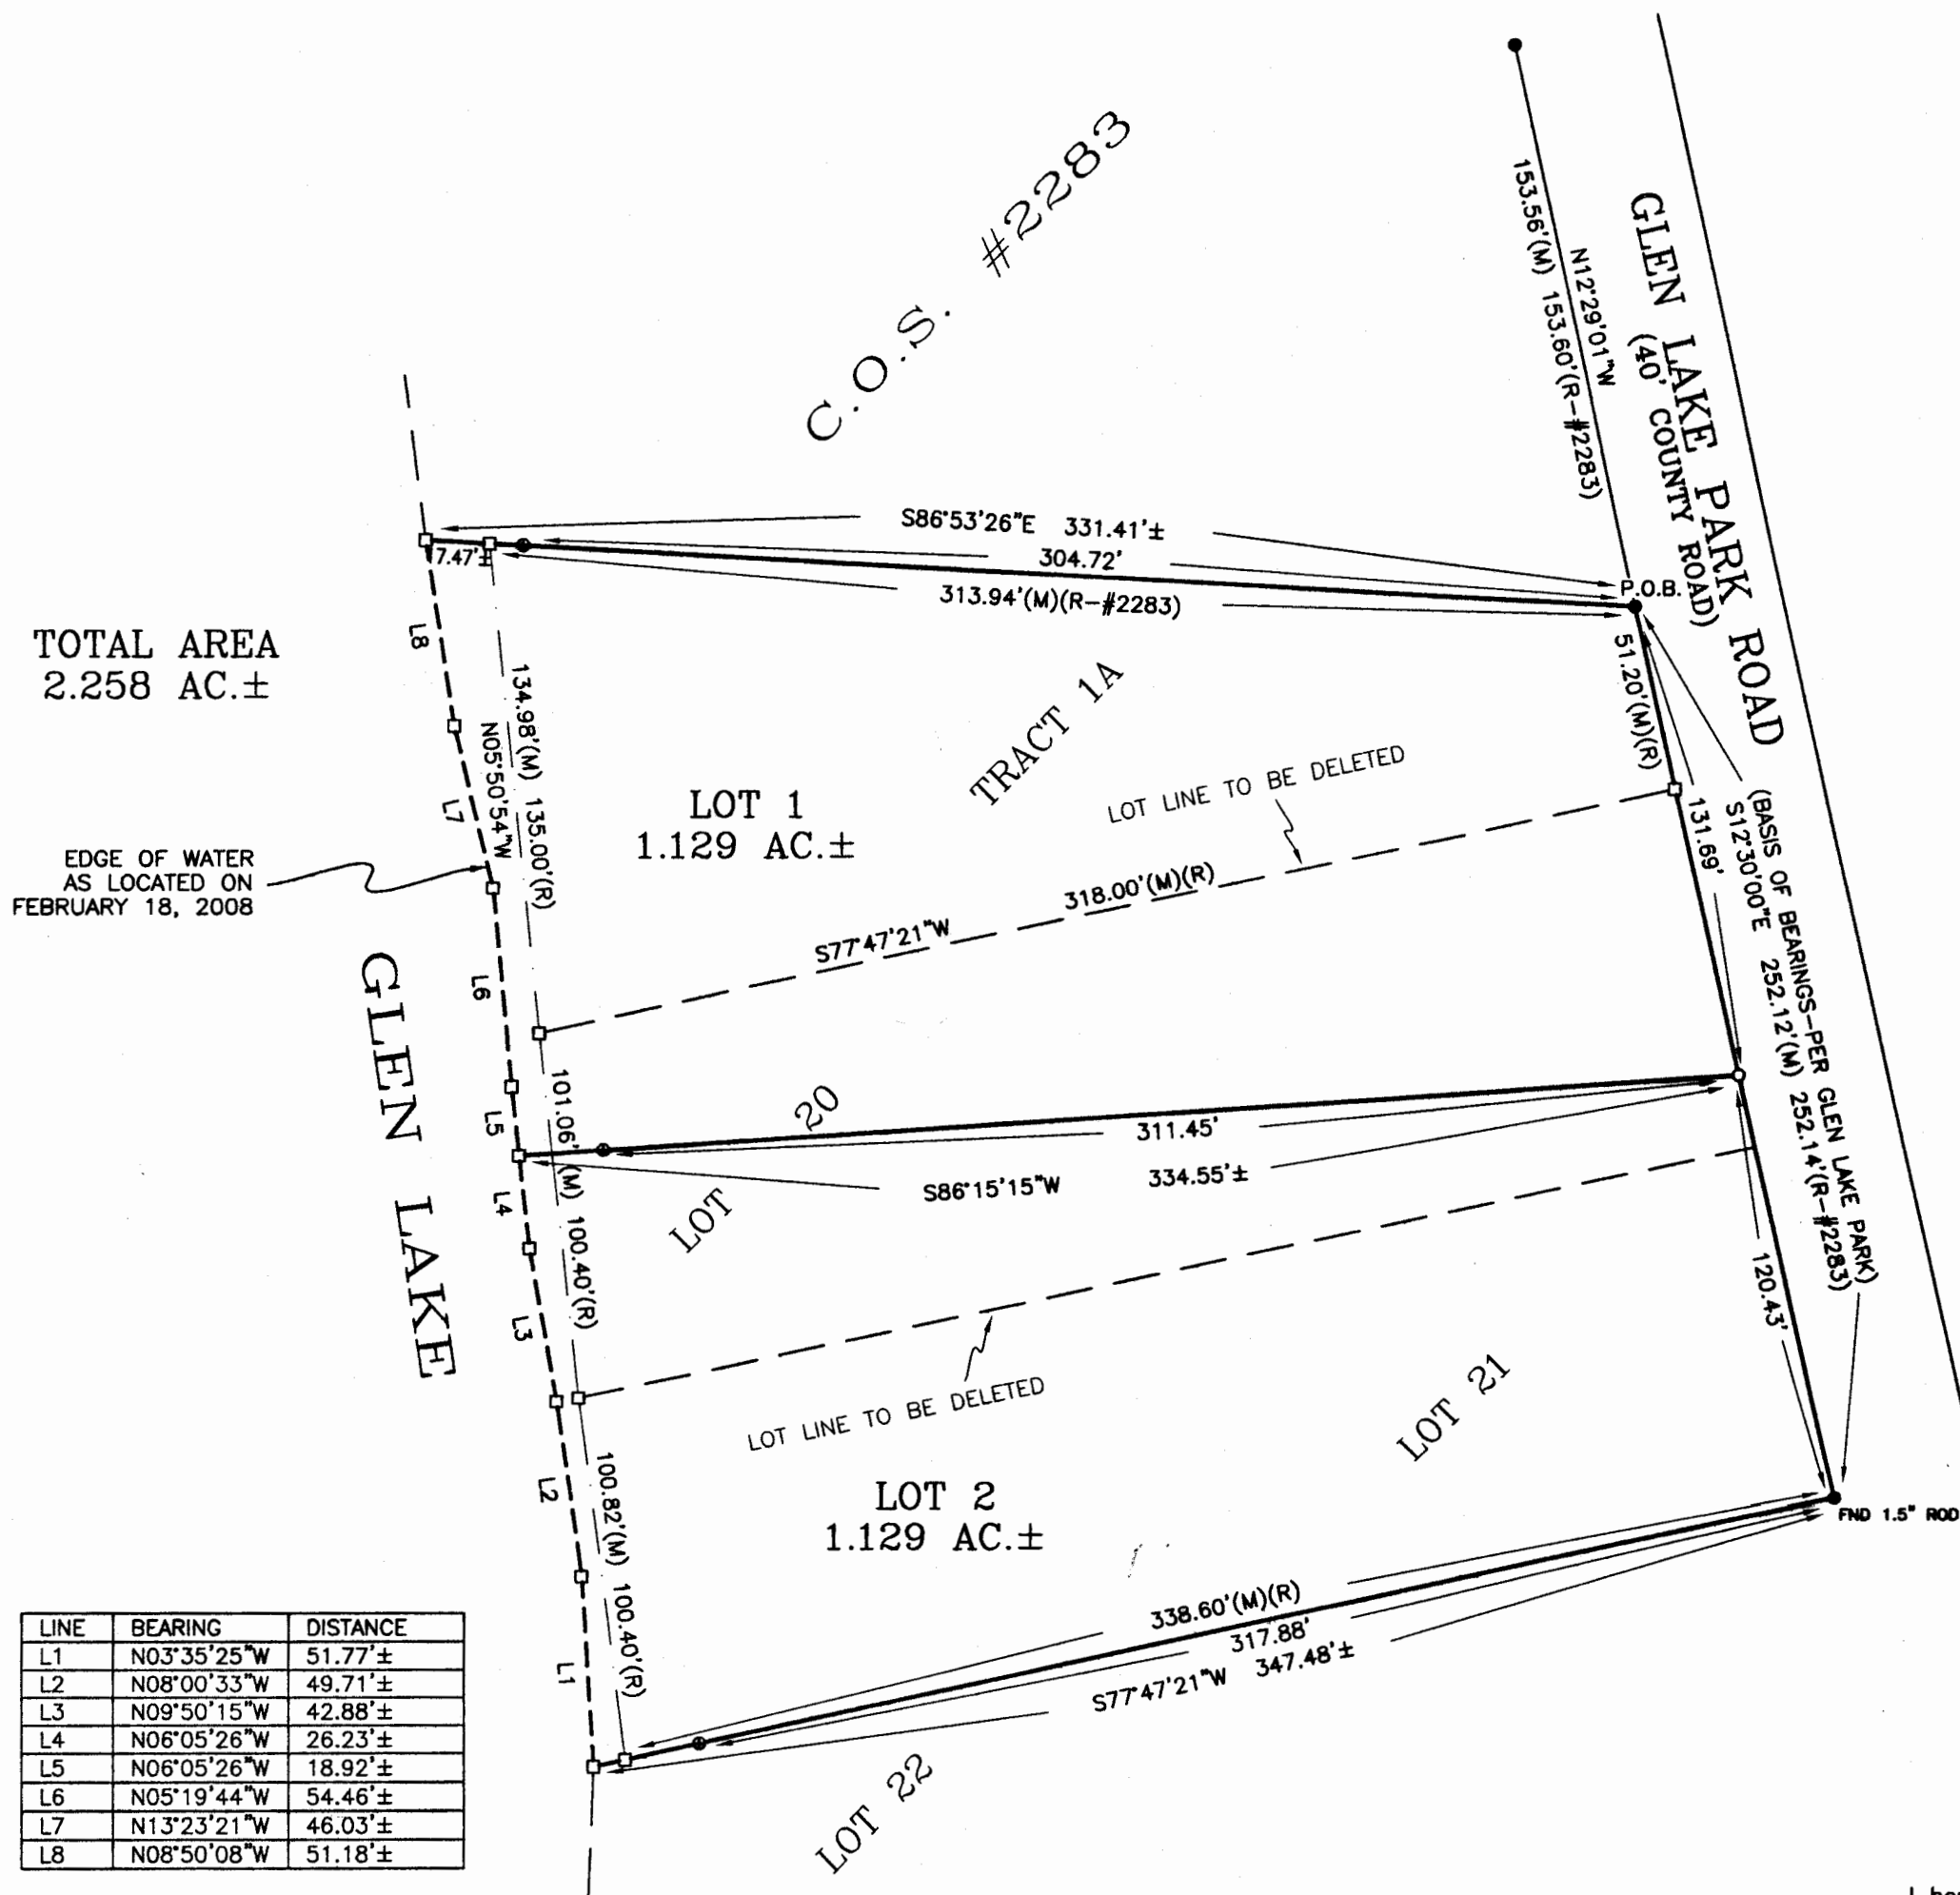 C.O.S. #2283
153.56'(M) 153.60'(R-#2283)
N12°29'01"W
GLEN LAKE PARK ROAD
(40' COUNTY ROAD)
S86°53'26"E 331.41'±
304.72'
313.94'(M)(R-#2283)
7.47'±
P.O.B.
TOTAL AREA
2.258 AC.±
L8
134.98'(M) 135.00'(R)
N05°50'54"W
L7
LOT 1
1.129 AC.±
TRACT 1A
LOT LINE TO BE DELETED
51.20'(M)(R)
131.69'
(BASIS OF BEARINGS-PER GLEN LAKE PARK)
S12°30'00"E 252.12'(M) 252.14'(R-#2283)
EDGE OF WATER
AS LOCATED ON
FEBRUARY 18, 2008
318.00'(M)(R)
S77°47'21"W
GLEN LAKE
L6
101.06'(M) 100.40'(R)
LOT 20
L5
311.45'
S86°15'15"W 334.55'±
L4
120.43'
L3
LOT LINE TO BE DELETED
LOT 21
L2
100.82'(M) 100.40'(R)
LOT 2
1.129 AC.±
FND 1.5" ROD
338.60'(M)(R)
317.88'
S77°47'21"W 347.48'±
L1
LOT 22
LINE BEARING DISTANCE
L1 N03°35'25"W 51.77'±
L2 N08°00'33"W 49.71'±
L3 N09°50'15"W 42.88'±
L4 N06°05'26"W 26.23'±
L5 N06°05'26"W 18.92'±
L6 N05°19'44"W 54.46'±
L7 N13°23'21"W 46.03'±
L8 N08°50'08"W 51.18'±